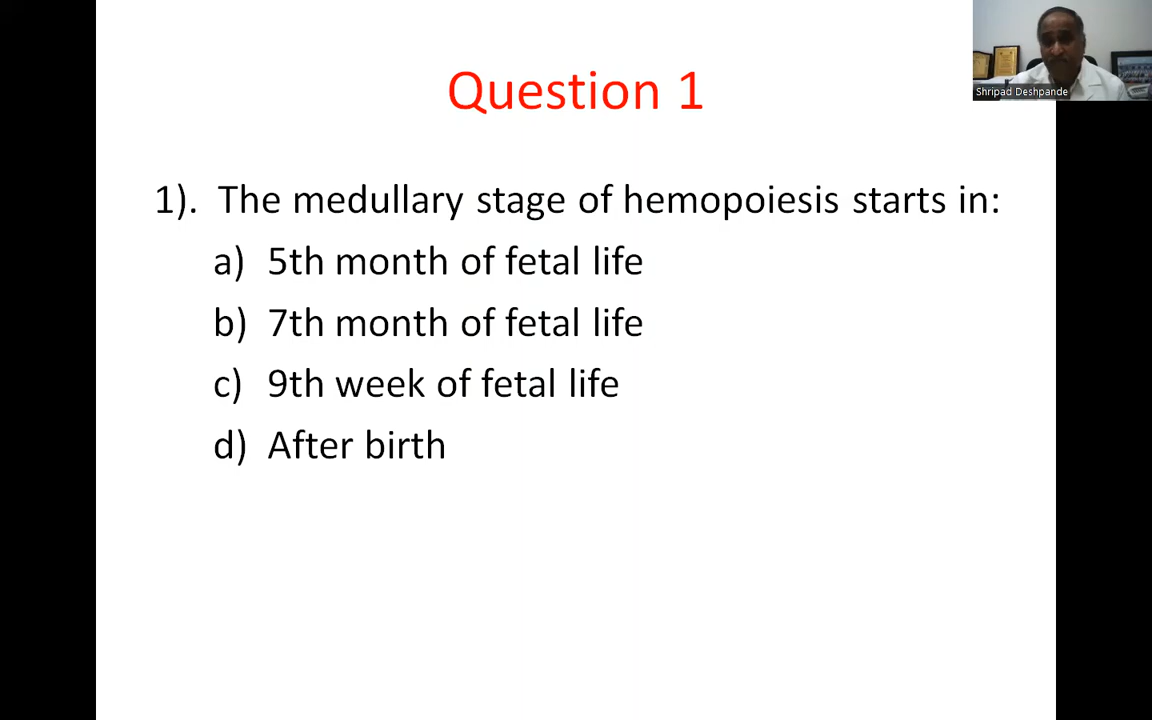 Question 1
Shripad Deshpande
1). The medullary stage of hemopoiesis starts in:
a) 5th month of fetal life
b) 7th month of fetal life
c) 9th week of fetal life
d) After birth